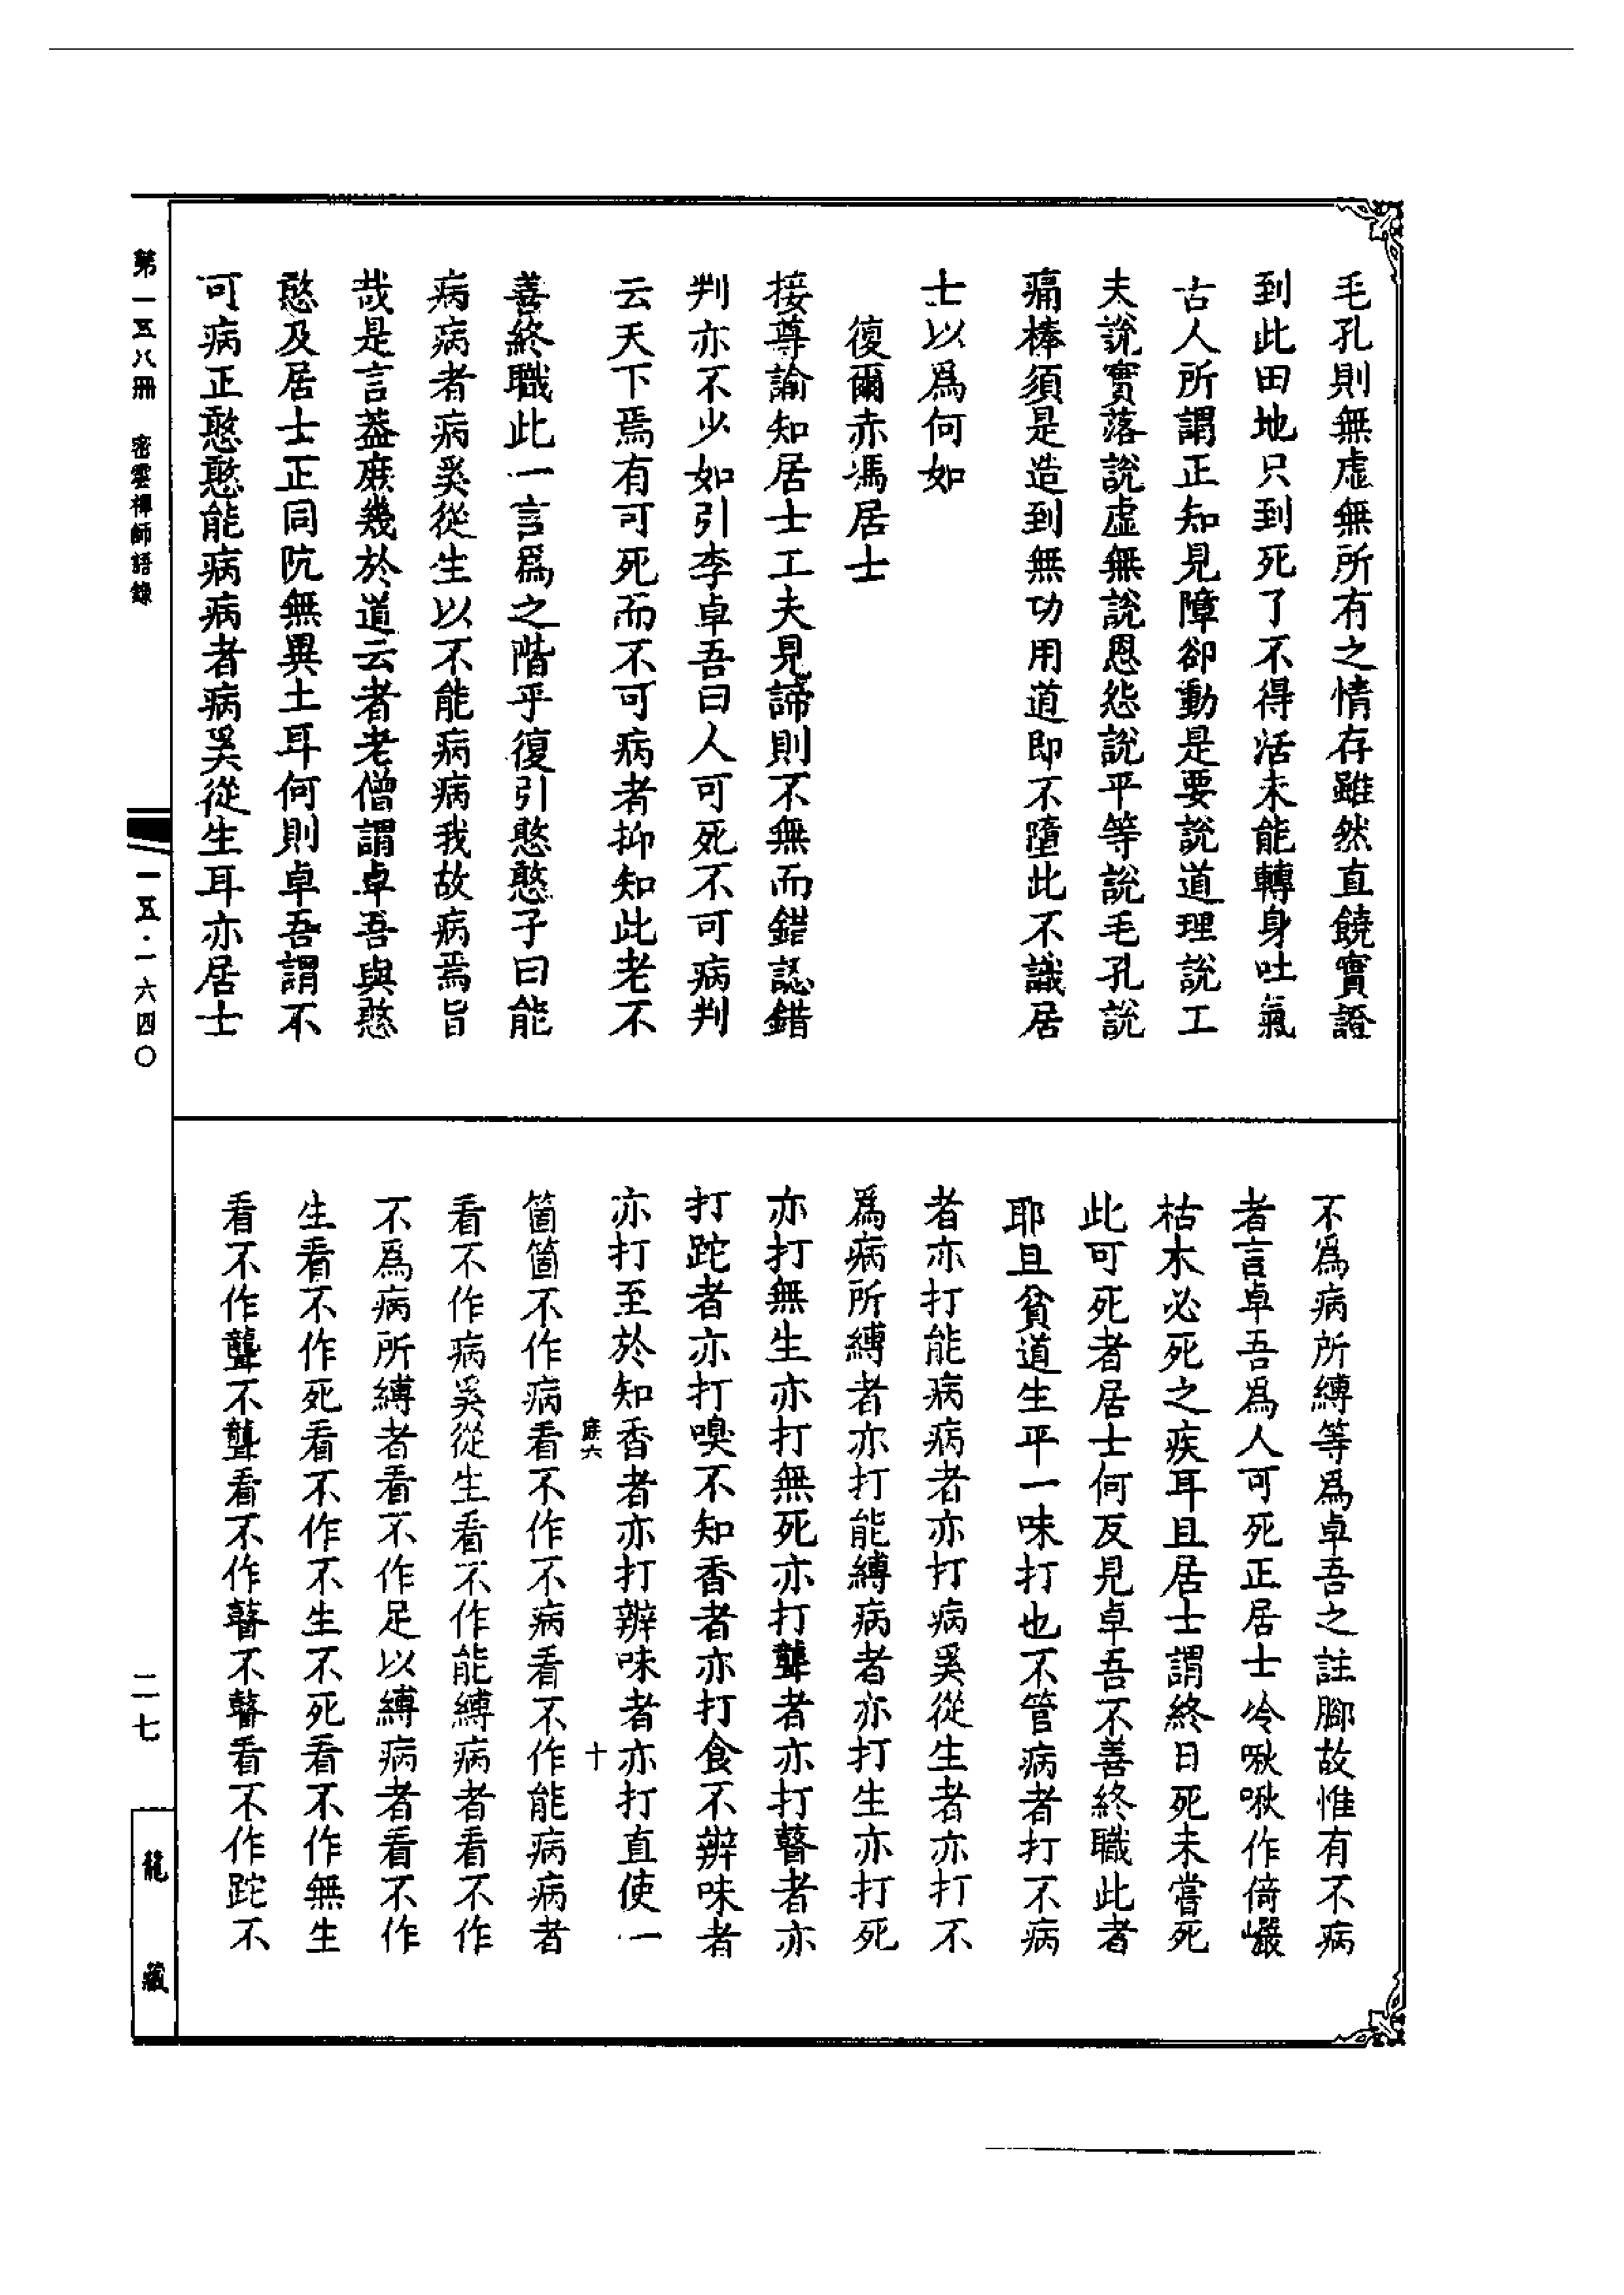 毛孔則無虛無所有之情存雖然直饒實證
到此田地只到死了不得活未能轉身吐氣
古人所謂正知見障卻動是要說道理說工
夫說實落說虛無說恩怨說平等說毛孔說
痛棒須是造到無功用道即不墮此不識居
士以為何如
復爾赤馮居士
接尊諭知居士工夫見諦則不無而錯認錯
判亦不少如引李卓吾曰人可死不可病判
云天下焉有可死而不可病者抑知此老不
善終職此一言為之階乎復引憨憨子曰能
病病者病奚從生以不能病病我故病焉旨
哉是言葢庶幾於道云者老僧謂卓吾與憨
憨及居士正同阬無異土耳何則卓吾謂不
可病正憨憨能病病者病奚從生耳亦居士
不為病所縛等為卓吾之註腳故惟有不病
者言卓吾為人可死正居士冷啾啾作倚巖
枯木必死之疾耳且居士謂終日死未嘗死
此可死者居士何反見卓吾不善終職此者
耶且貧道生平一味打也不管病者打不病
者亦打能病病者亦打病奚從生者亦打不
為病所縛者亦打能縛病者亦打生亦打死
亦打無生亦打無死亦打聾者亦打瞽者亦
打跎者亦打嗅不知香者亦打食不辨味者
亦打至於知香者亦打辨味者亦打直使一
庭六
十
箇箇不作病看不作不病看不作能病病者
看不作病奚從生看不作能縛病者看不作
不為病所縛者看不作足以縛病者看不作
生看不作死看不作不生不死看不作無生
看不作聾不聾看不作瞽不瞽看不作跎不
第一五八冊
密雲禪師語錄
一五·一六四〇
二七
龍藏